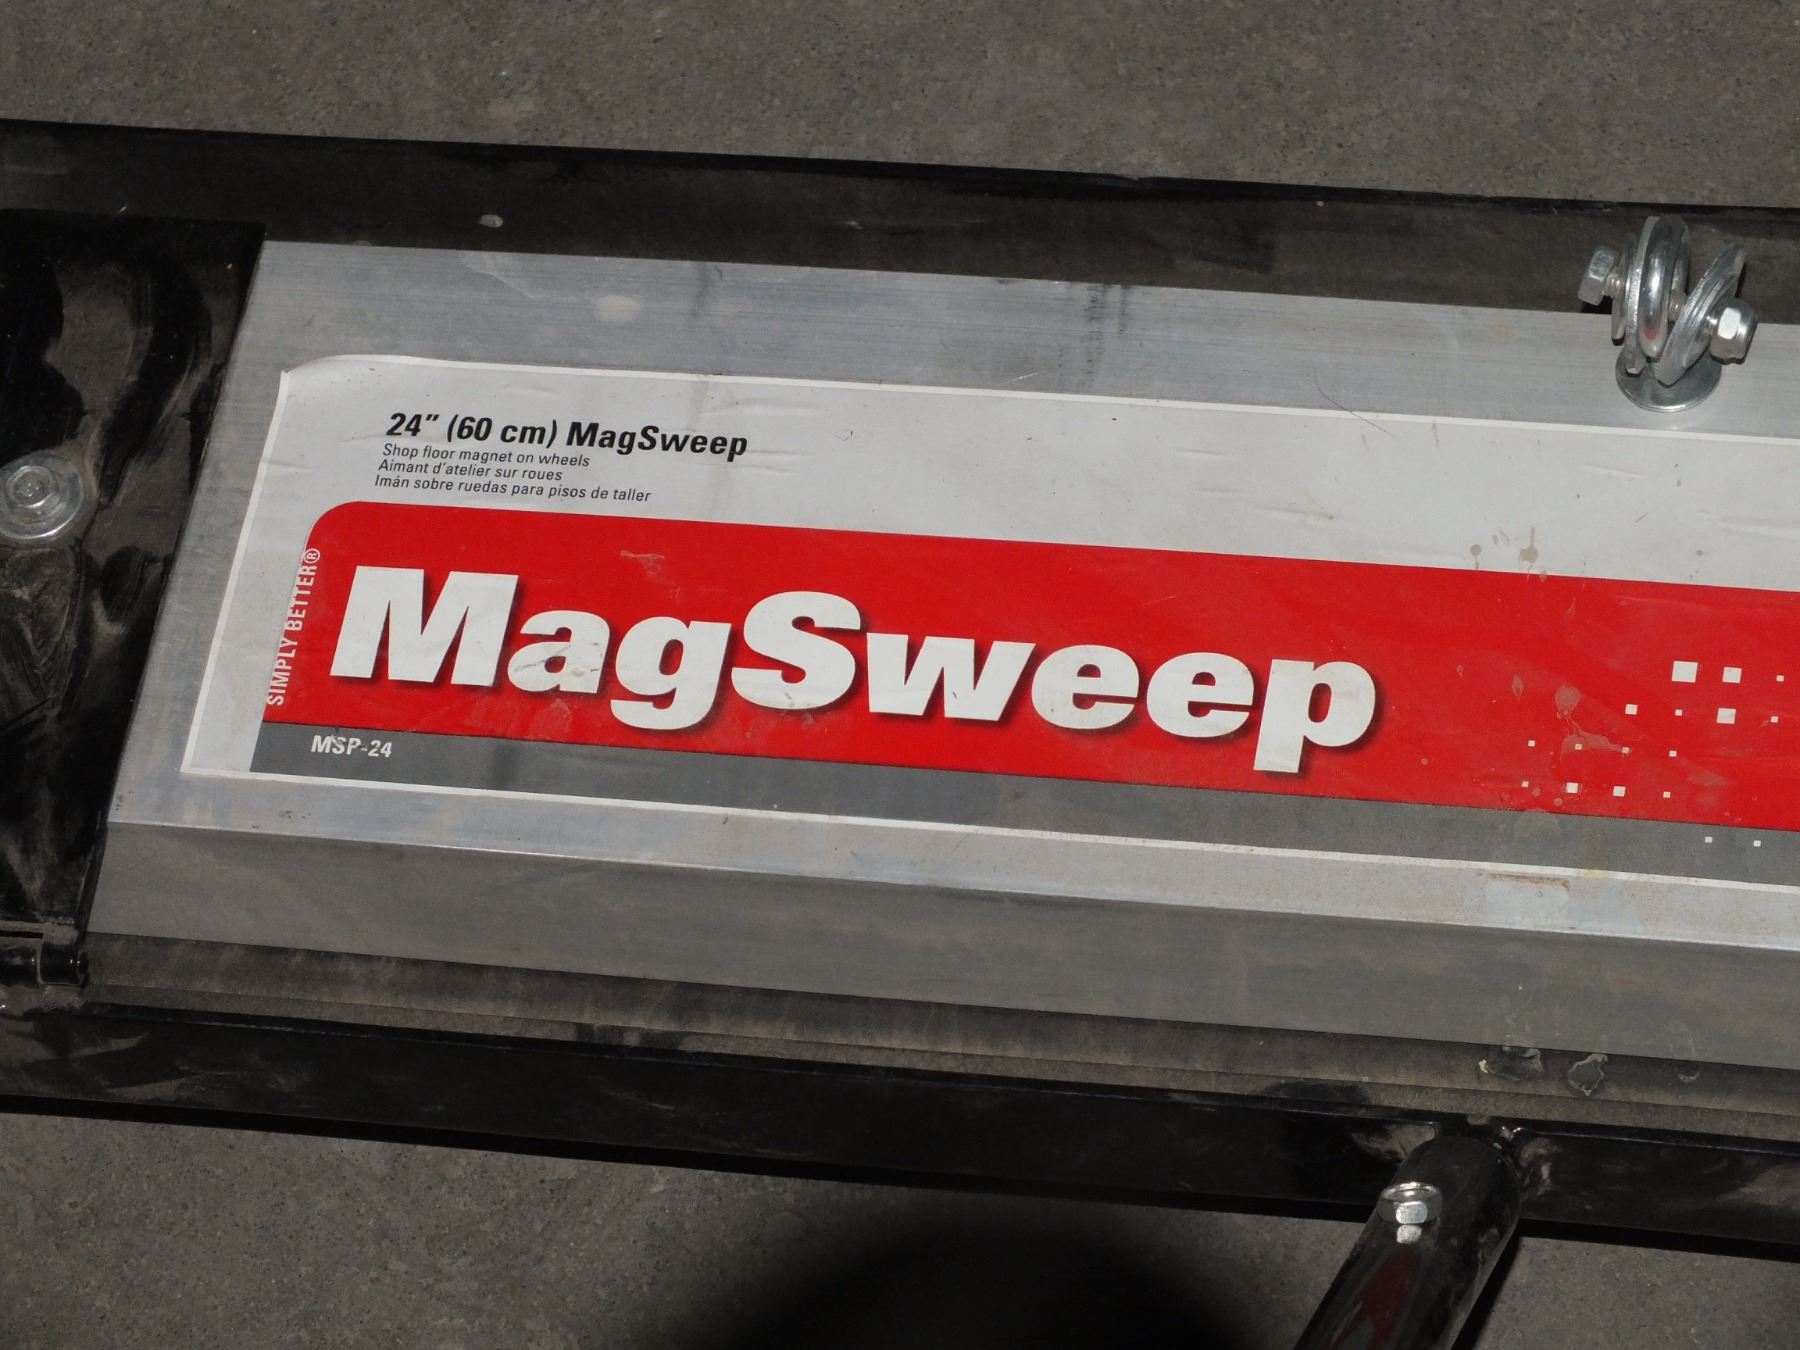 24" (60 cm) MagSweep
Shop floor magnet on wheels
Aimant d'atelier sur roues
Imán sobre ruedas para pisos de taller
SIMPLY BETTER®
MagSweep
MSP-24